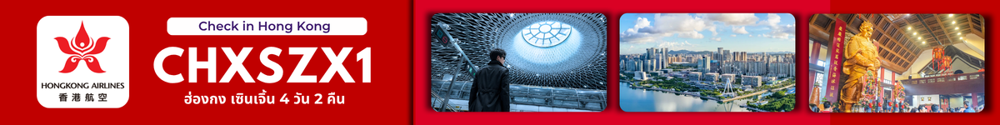 HONGKONG AIRLINES
香港航空
Check in Hong Kong
CHXSZX1
ฮ่องกง เซินเจิ้น 4 วัน 2 คืน